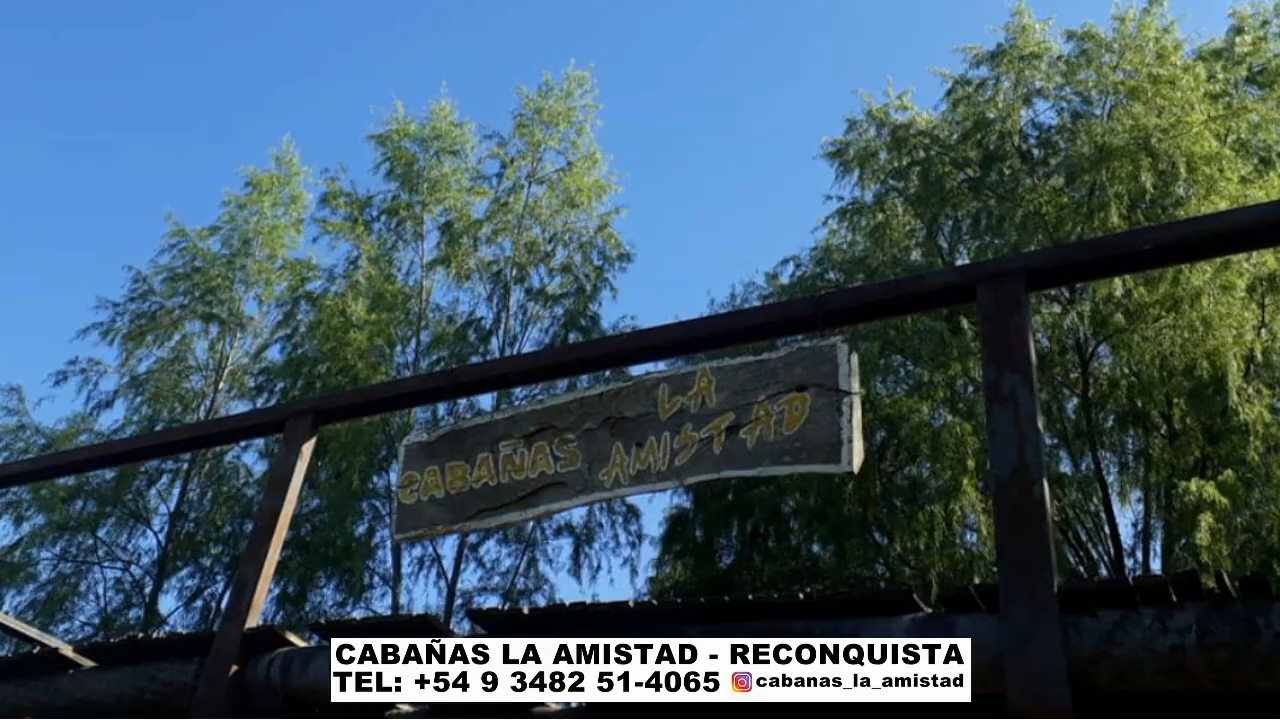 LA
CABAÑAS AMISTAD
CABAÑAS LA AMISTAD - RECONQUISTA
TEL: +54 9 3482 51-4065 cabanas_la_amistad